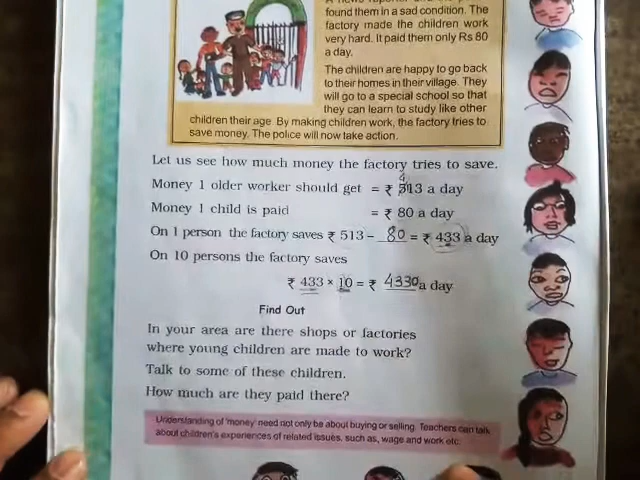 found them in a sad condition. The
factory made the children work
very hard. It paid them only Rs 80
a day.
The children are happy to go back
to their homes in their village. They
will go to a special school so that
they can learn to study like other
children their age. By making children work, the factory tries to
save money. The police will now take action.
Let us see how much money the factory tries to save.
Money 1 older worker should get = ₹ 513 a day
Money 1 child is paid = ₹ 80 a day
On 1 person the factory saves ₹ 513 – 80 = ₹ 433 a day
On 10 persons the factory saves
₹ 433 × 10 = ₹ 4330 a day
Find Out
In your area are there shops or factories
where young children are made to work?
Talk to some of these children.
How much are they paid there?
Understanding of 'money' need not only be about buying or selling. Teachers can talk
about children's experiences of related issues, such as, wage and work etc.